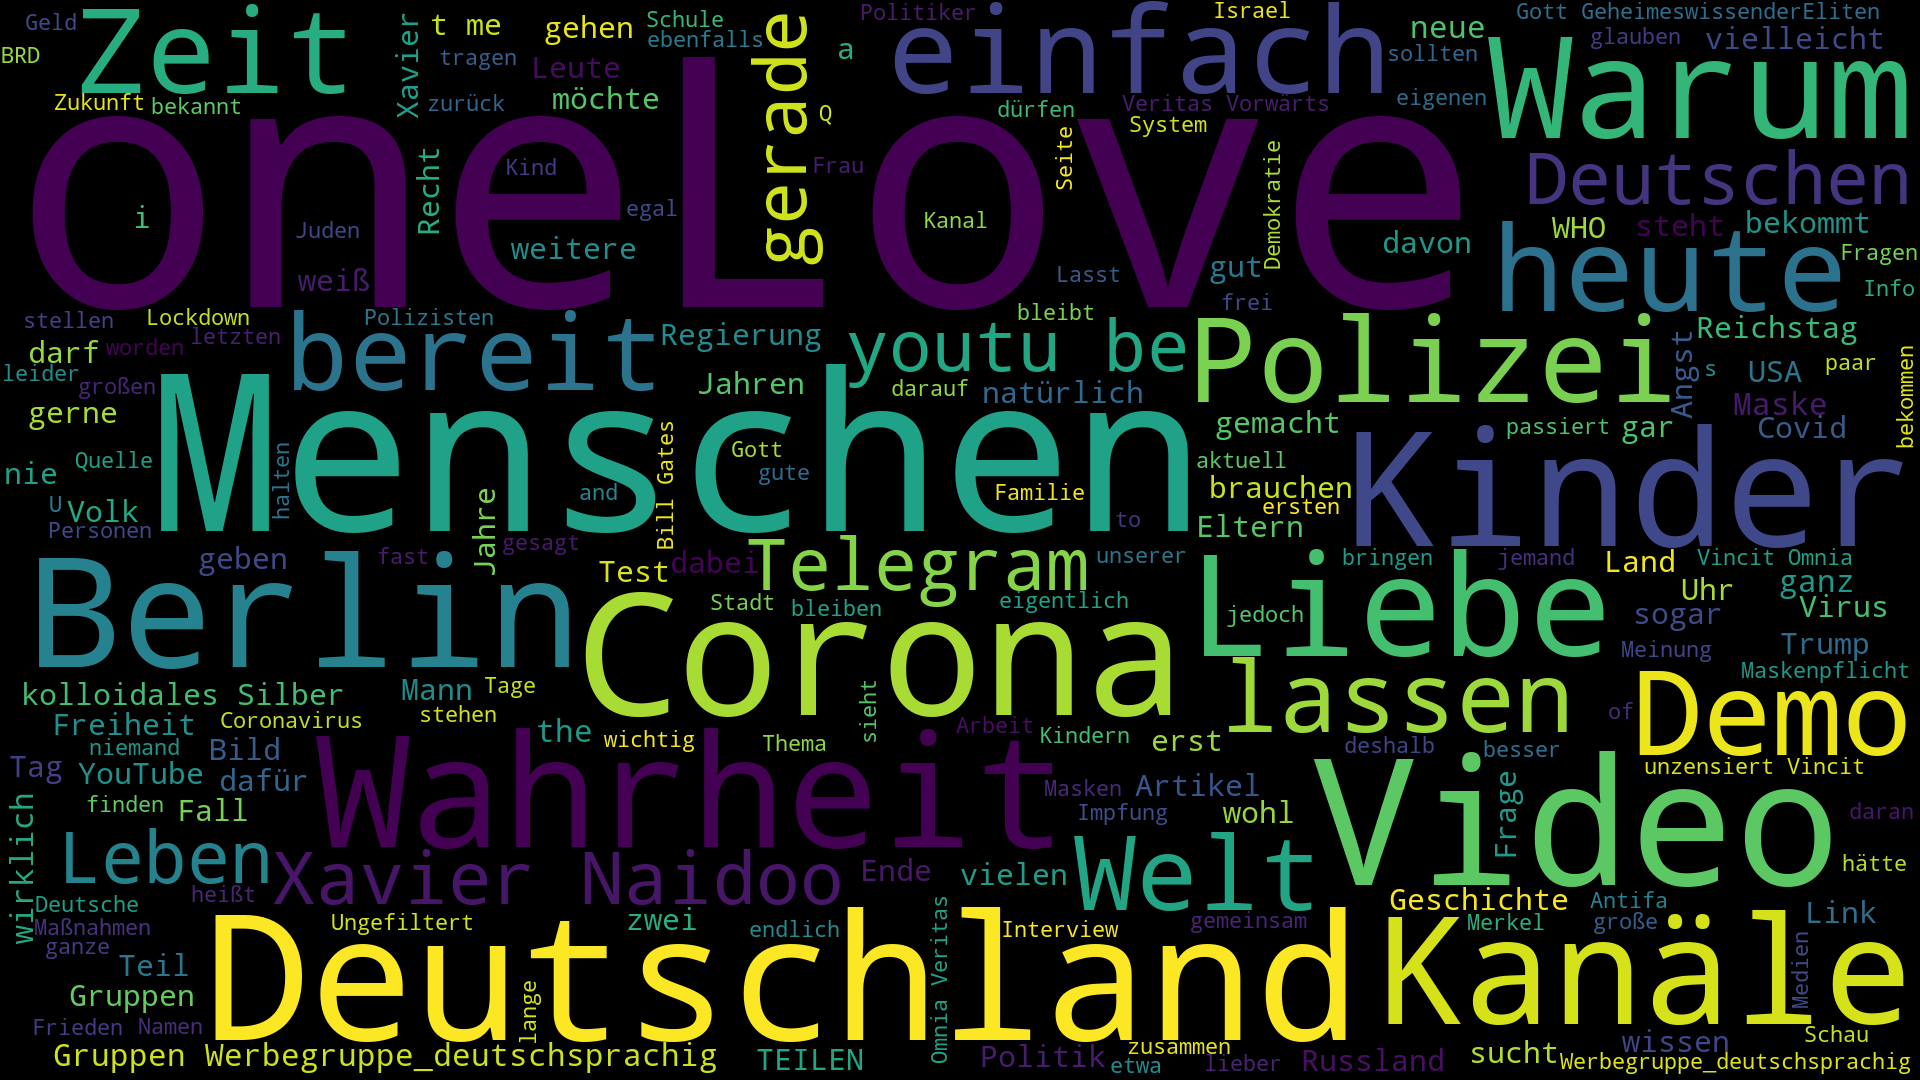 Geld
Zeit
Xavier
t me
gehen
Schule
ebenfalls
gerade
a
Politiker
einfach
Israel
neue
Gott GeheimeswissenderEliten
glauben
vielleicht
BRD
tragen
Leute
sollten
Warum
Zukunft
bekannt
zurück
möchte
Q
dürfen
Veritas Vorwärts
eigenen
System
oneLove
Recht
Kind
Frau
Seite
Demokratie
Deutschen
i
Juden
egal
Kanal
weitere
davon
WHO
steht
bekommt
weiß
Lasst
gut
heute
Fragen
frei
Info
stellen
Lockdown
letzten
bereit
Polizisten
Regierung
bleibt
youtu be
Polizei
Angst
Reichstag
darf
worden
leider
großen
Jahren
darauf
natürlich
s
USA
paar
bekommen
gerne
Menschen
gemacht
passiert
gar
Maske
Covid
nie
Quelle
halten
Bill Gates
Gott
gute
aktuell
Kinder
U
Volk
Jahre
and
Familie
brauchen
ersten
Personen
to
Eltern
geben
fast
gesagt
Berlin
Test
dabei
Telegram
unserer
Liebe
bringen
jemand
Land
Vincit Omnia
Uhr
ganz
Stadt
bleiben
eigentlich
jedoch
sogar
Virus
Corona
Meinung
Trump
Maskenpflicht
kolloidales Silber
Mann
Tage
lassen
Demo
stehen
sieht
of
Freiheit
Coronavirus
the
wichtig
Thema
Arbeit
Kindern
erst
deshalb
besser
niemand
Bild
Tag
YouTube
dafür
Wahrheit
unzensiert Vincit
Masken
Artikel
Video
Frage
wirklich
finden
Fall
Impfung
wohl
daran
Leben
Xavier Naidoo
Ende
vielen
Welt
hätte
heißt
Deutsche
Geschichte
Antifa
Maßnahmen
Ungefiltert
zwei
endlich
Omnia Veritas
Interview
gemeinsam
Merkel
große
Link
ganze
Deutschland
Kanäle
Medien
Teil
Gruppen
lange
Frieden
Namen
Schau
Gruppen Werbegruppe_deutschsprachig
TEILEN
Politik
zusammen
etwa
lieber
Russland
sucht
wissen
Werbegruppe_deutschsprachig